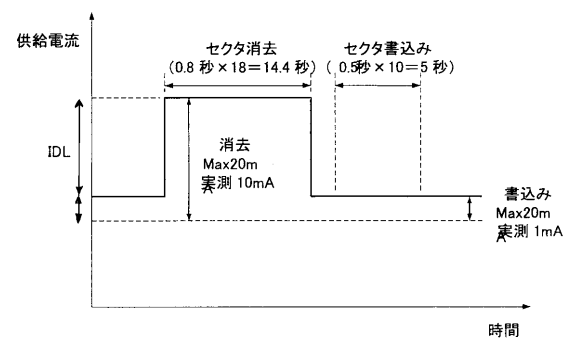 供給電流
セクタ消去
(0.8 秒×18=14.4 秒)
セクタ書込み
( 0.5秒×10=5 秒)
IDL
消去
Max20m
A
実測 10mA
書込み
Max20m
A
実測 1mA
時間